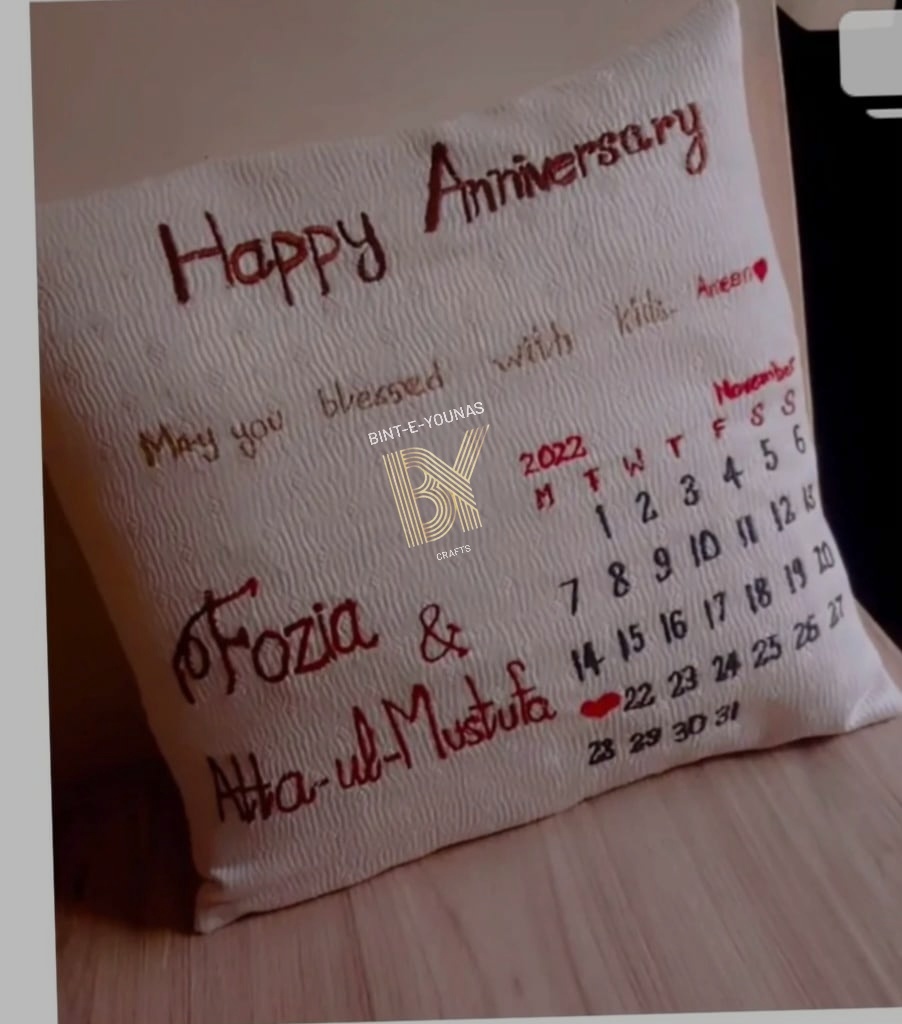 Happy Anniversary
May you blessed with kids Ameen
BINT-E-YOUNAS
BY
CRAFTS
Fozia &
Atta-ul-Mustufa
2022 November
M T W T F S S
1 2 3 4 5 6
7 8 9 10 11 12 13
14 15 16 17 18 19 20
22 23 24 25 26 27
28 29 30 31